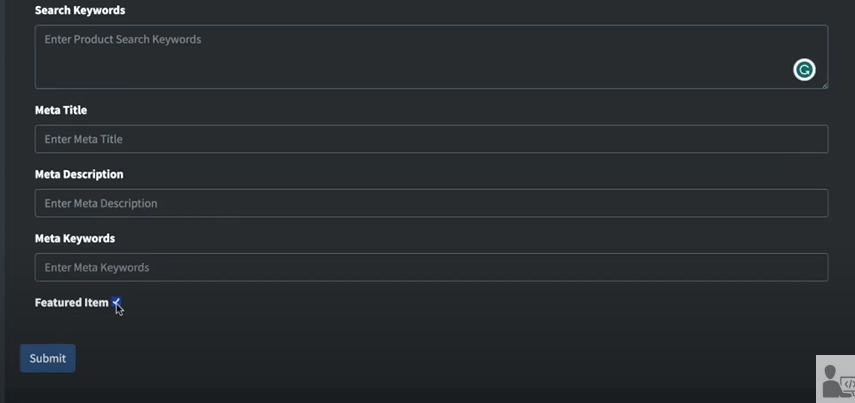 Search Keywords
Enter Product Search Keywords
Meta Title
Enter Meta Title
Meta Description
Enter Meta Description
Meta Keywords
Enter Meta Keywords
Featured Item
Submit